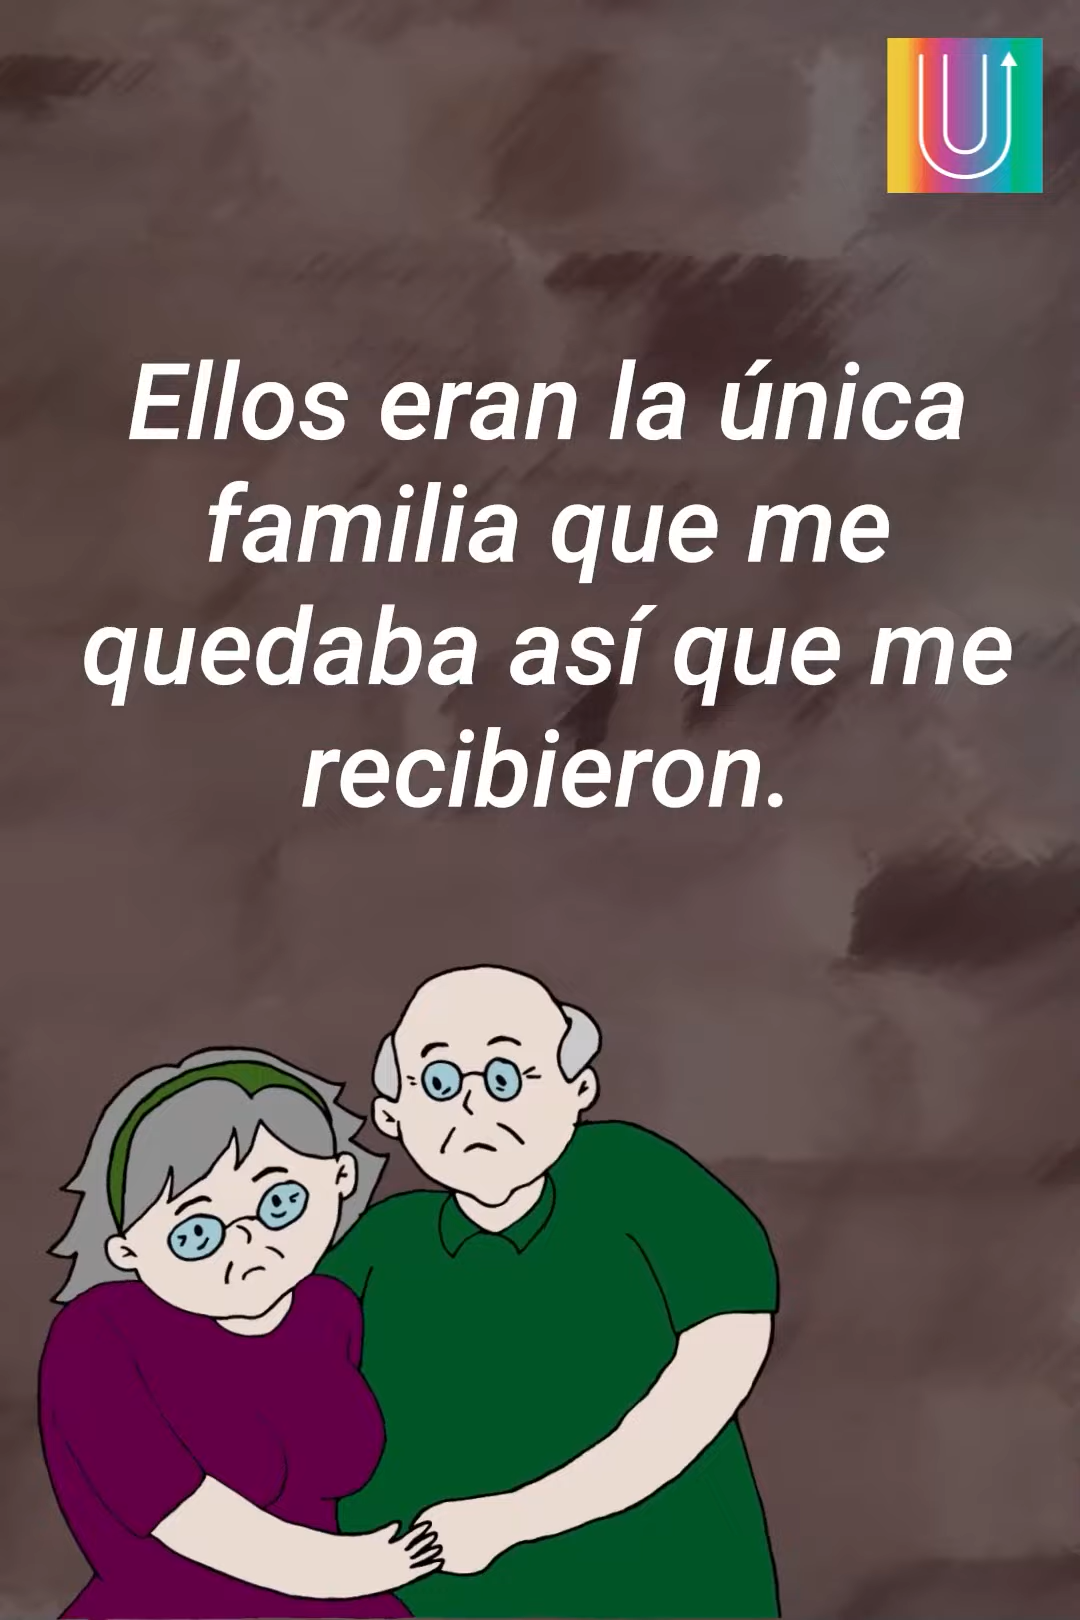 Ellos eran la única
familia que me
quedaba así que me
recibieron.